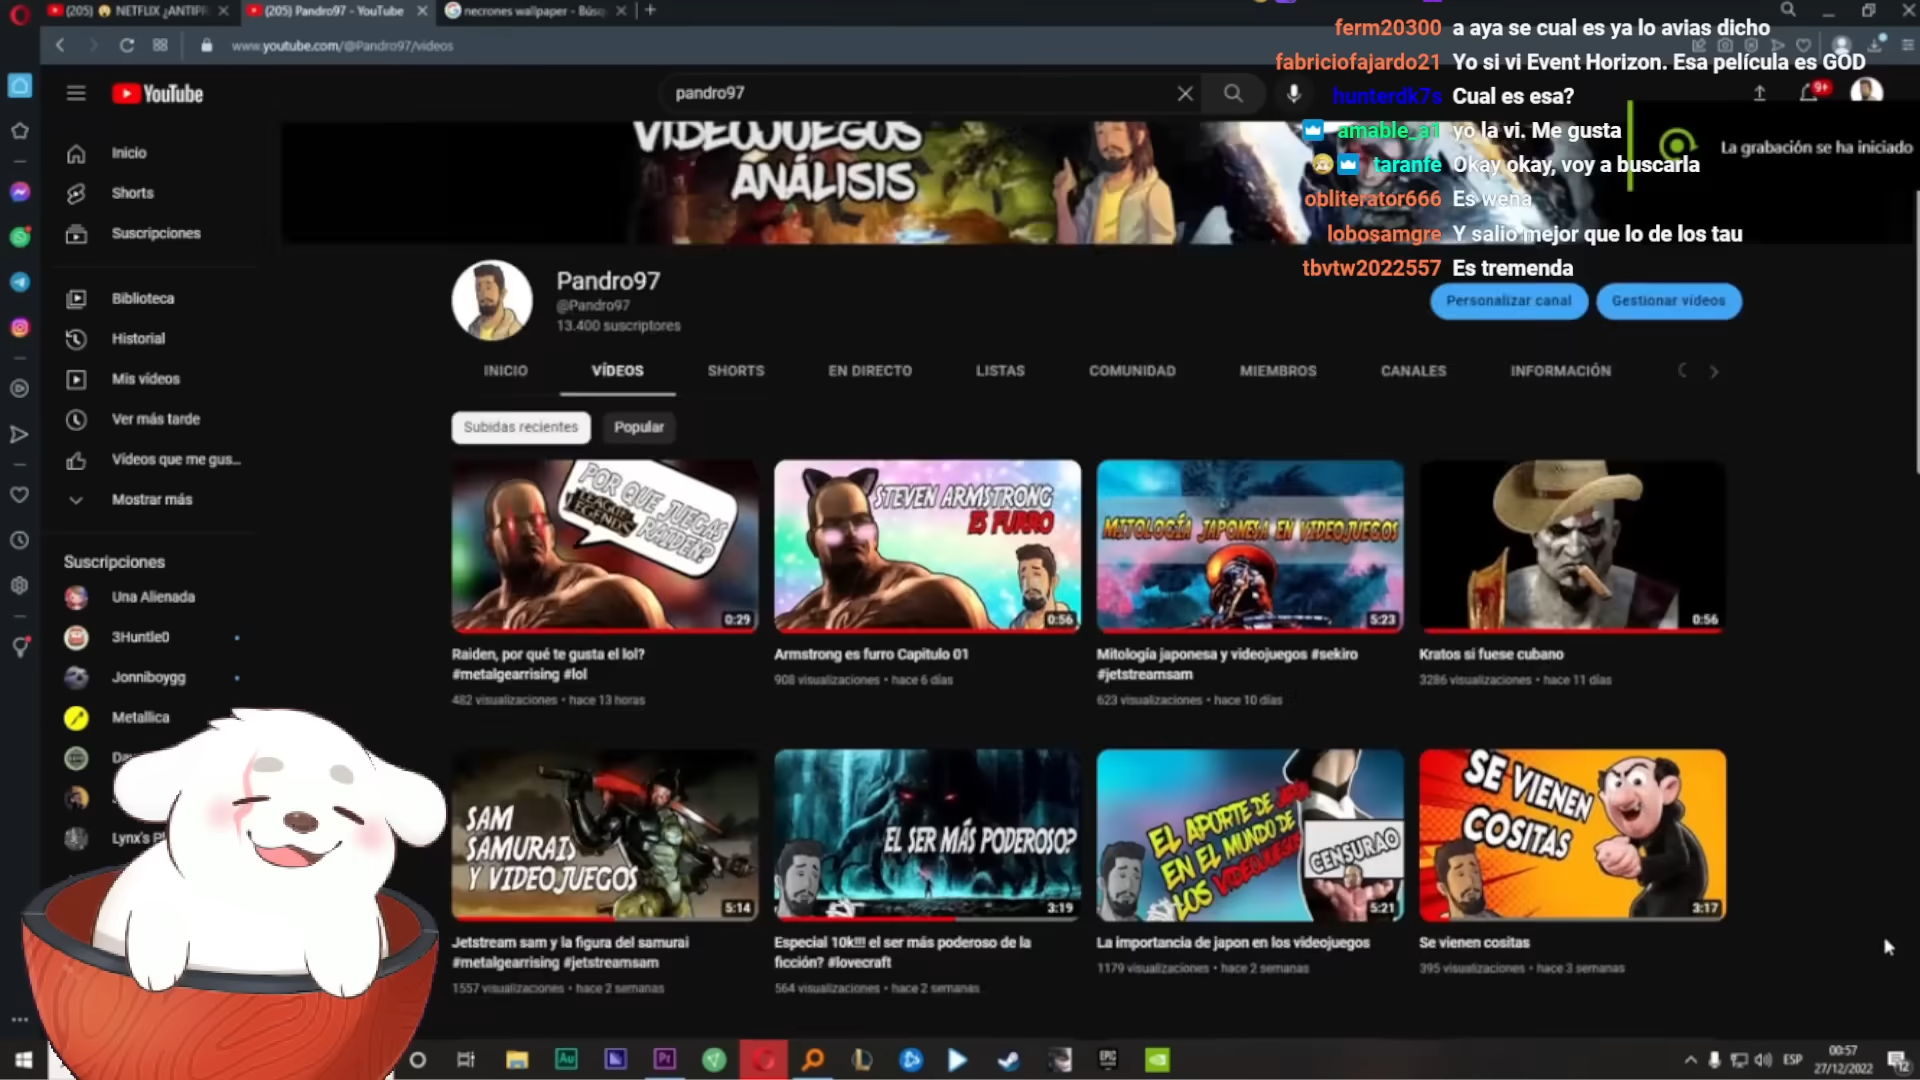 (205) 😮 NETFLIX ¿ANTIPI
(205) Pandro97 - YouTube
necrones wallpaper - Búsq
www.youtube.com/@Pandro97/videos
ferm20300 a aya se cual es ya lo avias dicho
fabriciofajardo21 Yo si vi Event Horizon. Esa película es GOD
hunterdk7s Cual es esa?
amable_a1 yo la vi. Me gusta
taranfe Okay okay, voy a buscarla
obliterator666 Es wena
lobosamgre Y salio mejor que lo de los tau
tbvtw2022557 Es tremenda
La grabación se ha iniciado
YouTube
pandro97
9+
Inicio
Shorts
Suscripciones
Biblioteca
Historial
Mis vídeos
Ver más tarde
Vídeos que me gus...
Mostrar más
Suscripciones
Una Alienada
3Huntle0
Jonniboygg
Metallica
Lynx's Pl
VIDEOJUEGOS
ANÁLISIS
Pandro97
@Pandro97
13.400 suscriptores
Personalizar canal
Gestionar vídeos
INICIO
VÍDEOS
SHORTS
EN DIRECTO
LISTAS
COMUNIDAD
MIEMBROS
CANALES
INFORMACIÓN
Subidas recientes
Popular
POR QUE JUEGAS
LEAGUE LEGENDS
RAIDEN?
0:29
Raiden, por qué te gusta el lol?
#metalgearrising #lol
482 visualizaciones • hace 13 horas
STEVEN ARMSTRONG
ES FURRO
0:56
Armstrong es furro Capitulo 01
908 visualizaciones • hace 6 días
MITOLOGÍA JAPONESA EN VIDEOJUEGOS
5:23
Mitología japonesa y videojuegos #sekiro
#jetstreamsam
623 visualizaciones • hace 10 días
0:56
Kratos si fuese cubano
3286 visualizaciones • hace 11 días
SAM
SAMURAIS
Y VIDEOJUEGOS
5:14
Jetstream sam y la figura del samurai
#metalgearrising #jetstreamsam
1557 visualizaciones • hace 2 semanas
EL SER MÁS PODEROSO?
3:19
Especial 10k!!! el ser más poderoso de la
ficción? #lovecraft
564 visualizaciones • hace 2 semanas
EL APORTE DE
EN EL MUNDO DE
LOS VIDEOJUEGOS
CENSURAO
5:21
La importancia de japon en los videojuegos
1179 visualizaciones • hace 2 semanas
SE VIENEN
COSITAS
3:17
Se vienen cositas
395 visualizaciones • hace 3 semanas
Au
Pr
EPIC
ESP
00:57
27/12/2022
12